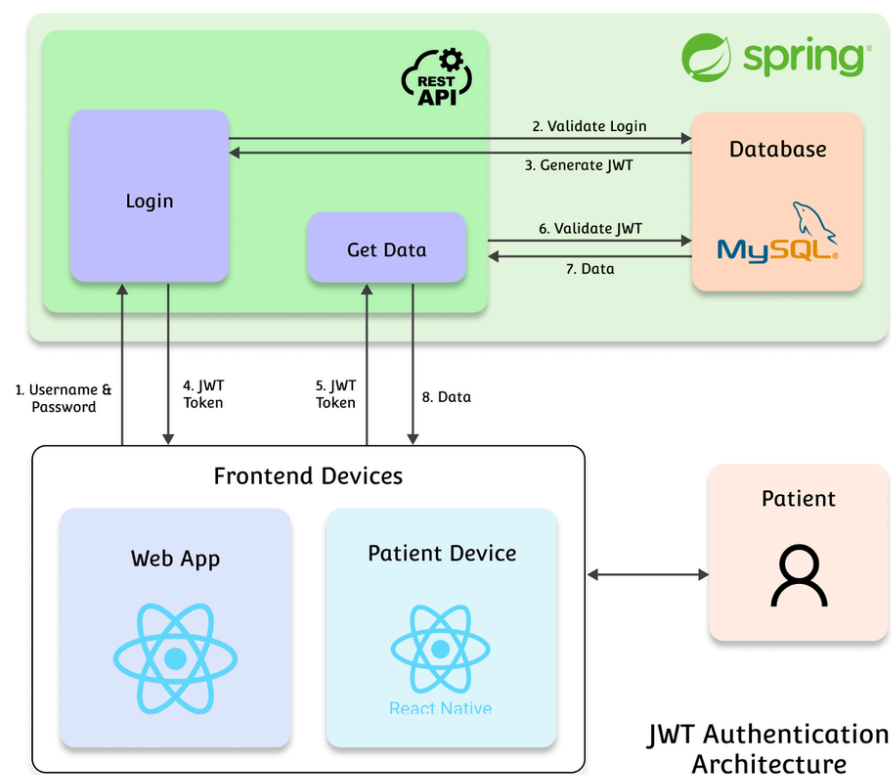 spring
REST
API
2. Validate Login
3. Generate JWT
Database
Login
MySQL
6. Validate JWT
7. Data
Get Data
1. Username &
Password
4. JWT
Token
5. JWT
Token
8. Data
Frontend Devices
Web App
Patient Device
React Native
Patient
JWT Authentication
Architecture